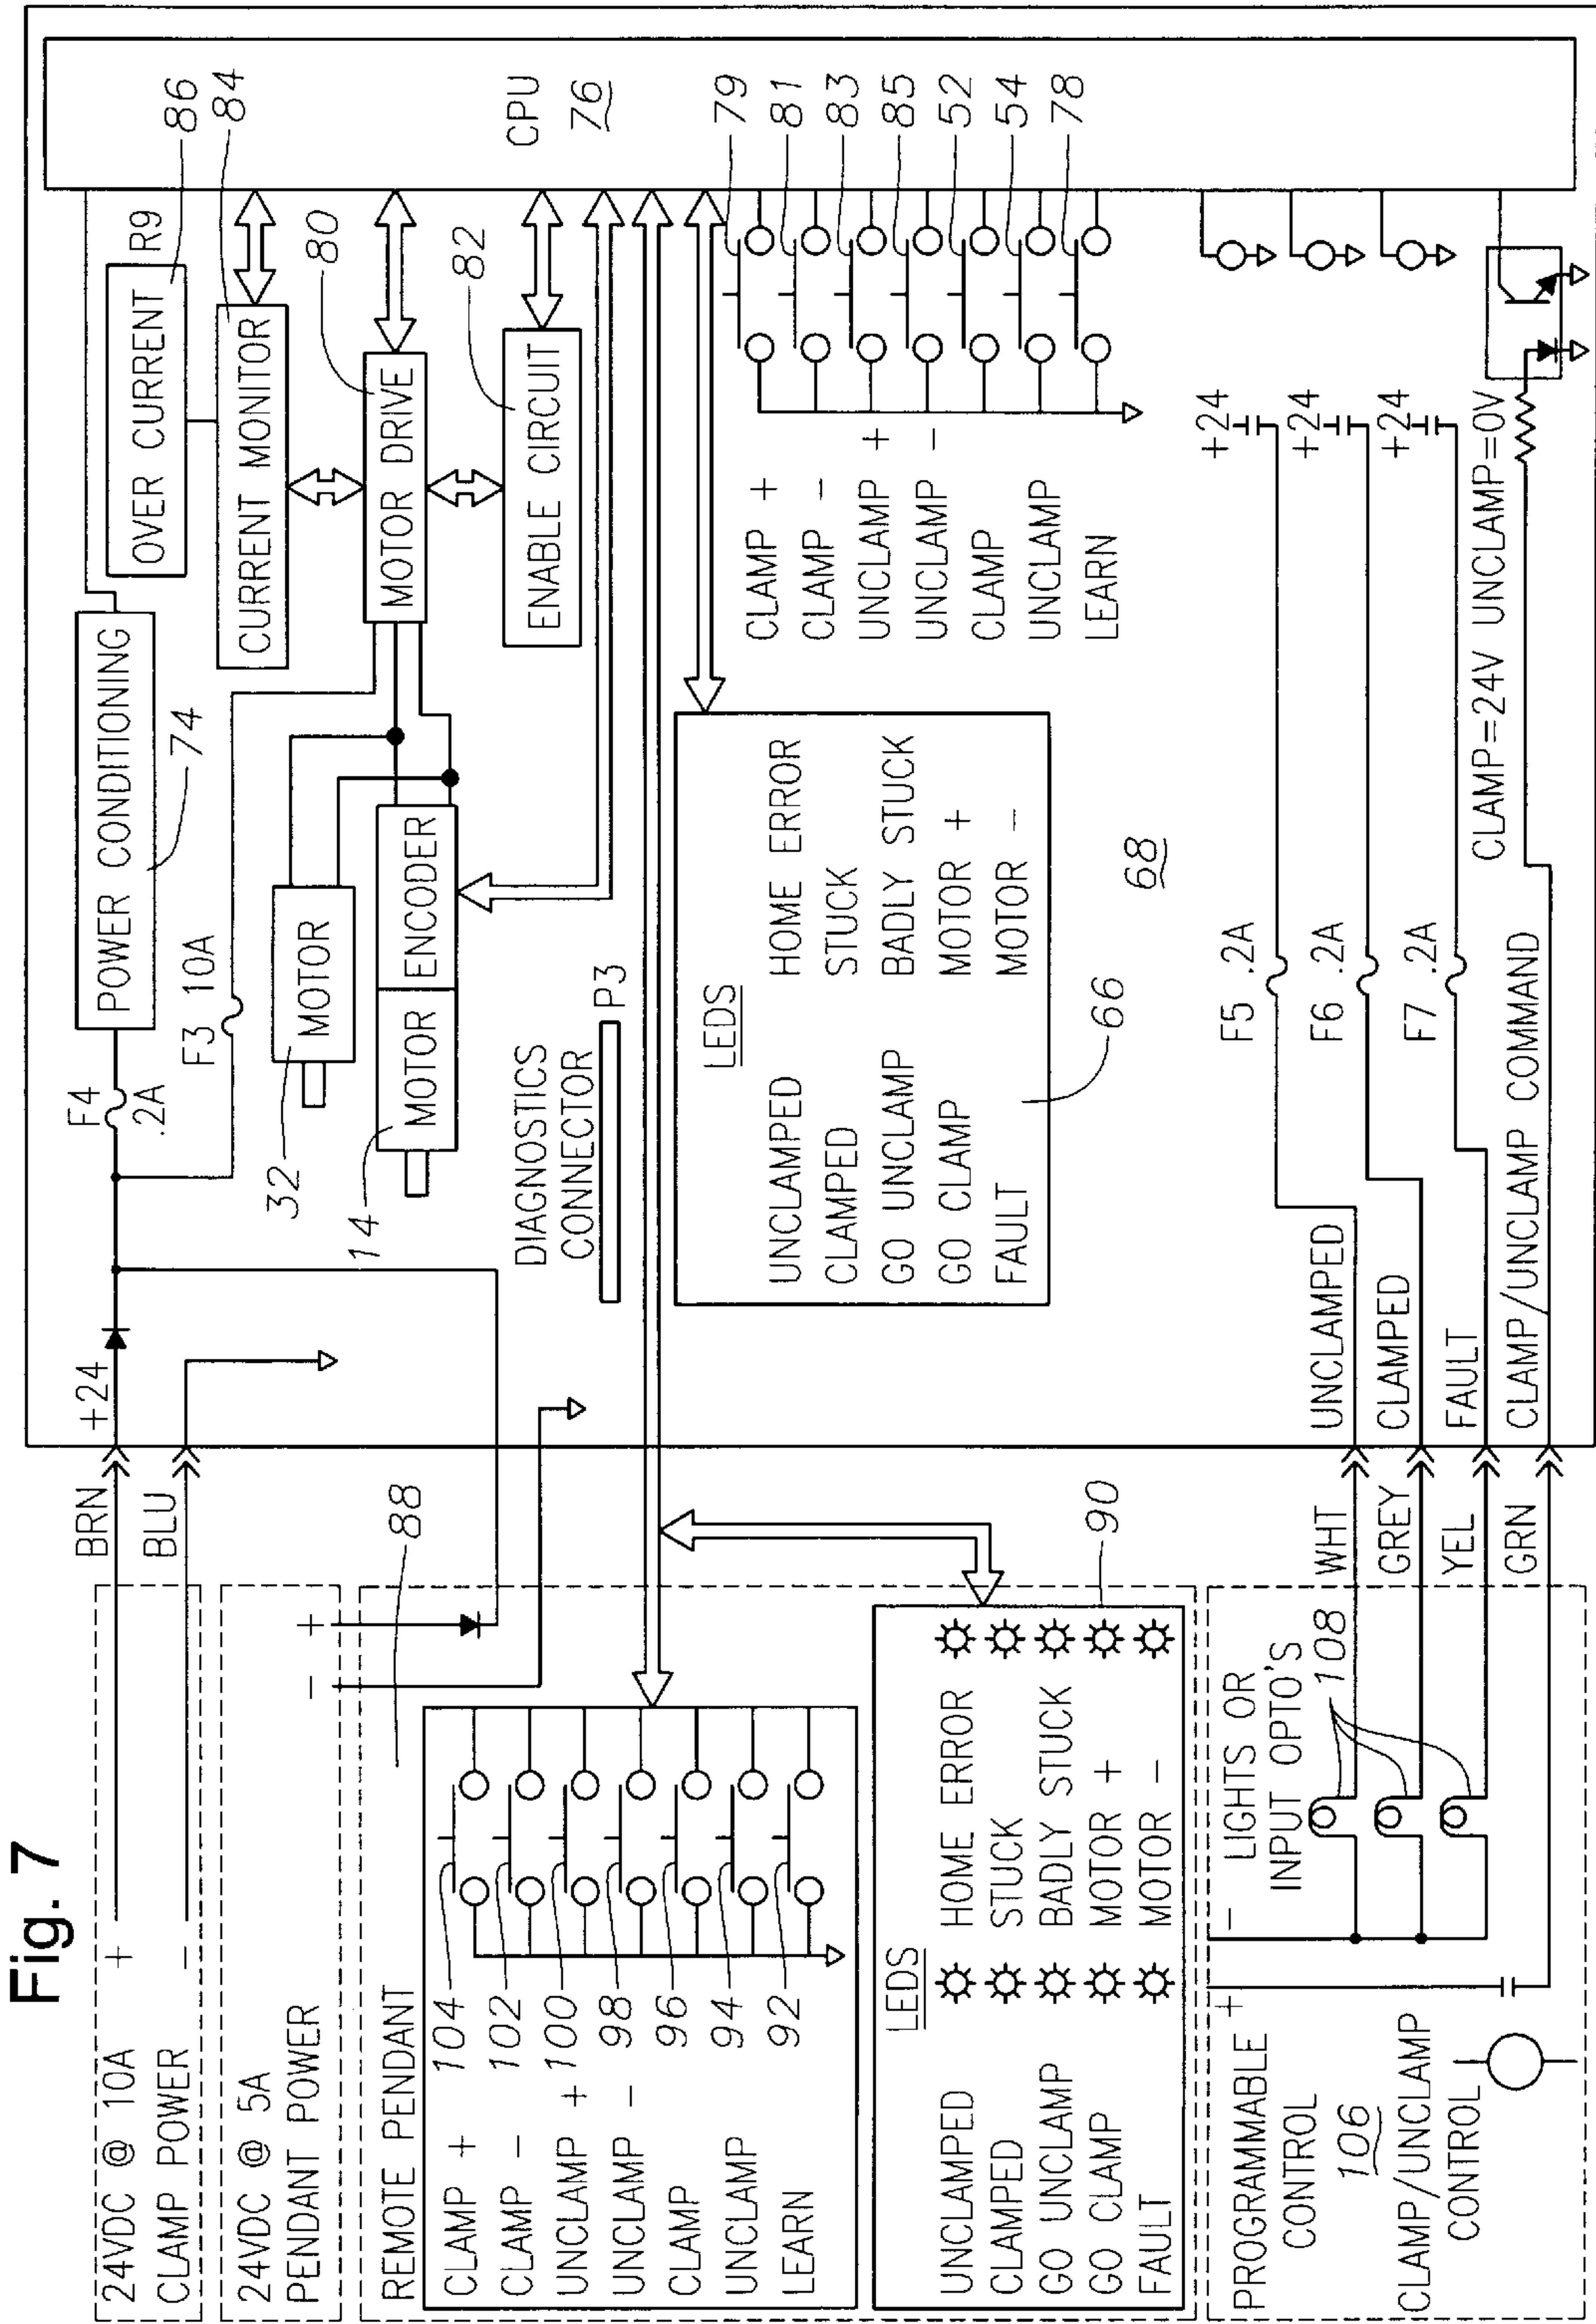 Fig. 7
24VDC @ 10A +
CLAMP POWER -
BRN
BLU
+24
24VDC @ 5A
PENDANT POWER
- +
F4
.2A
POWER CONDITIONING
74
F3 10A
OVER CURRENT
R9
86
CURRENT MONITOR
84
MOTOR DRIVE
80
ENABLE CIRCUIT
82
CPU
76
MOTOR
32
MOTOR
ENCODER
14
DIAGNOSTICS
CONNECTOR
P3
REMOTE PENDANT
88
CLAMP + 104
CLAMP - 102
UNCLAMP + 100
UNCLAMP - 98
CLAMP 96
UNCLAMP 94
LEARN 92
LEDS
UNCLAMPED HOME ERROR
CLAMPED STUCK
GO UNCLAMP BADLY STUCK
GO CLAMP MOTOR +
FAULT MOTOR -
90
LEDS
UNCLAMPED HOME ERROR
CLAMPED STUCK
GO UNCLAMP BADLY STUCK
GO CLAMP MOTOR +
FAULT MOTOR -
66
68
CLAMP + 79
CLAMP - 81
UNCLAMP + 83
UNCLAMP - 85
CLAMP 52
UNCLAMP 54
LEARN 78
PROGRAMMABLE
CONTROL
106
CLAMP/UNCLAMP
CONTROL
+
-
LIGHTS OR
INPUT OPTO'S
108
WHT UNCLAMPED F5 .2A +24
GREY CLAMPED F6 .2A +24
YEL FAULT F7 .2A +24
GRN CLAMP/UNCLAMP COMMAND CLAMP=24V UNCLAMP=0V